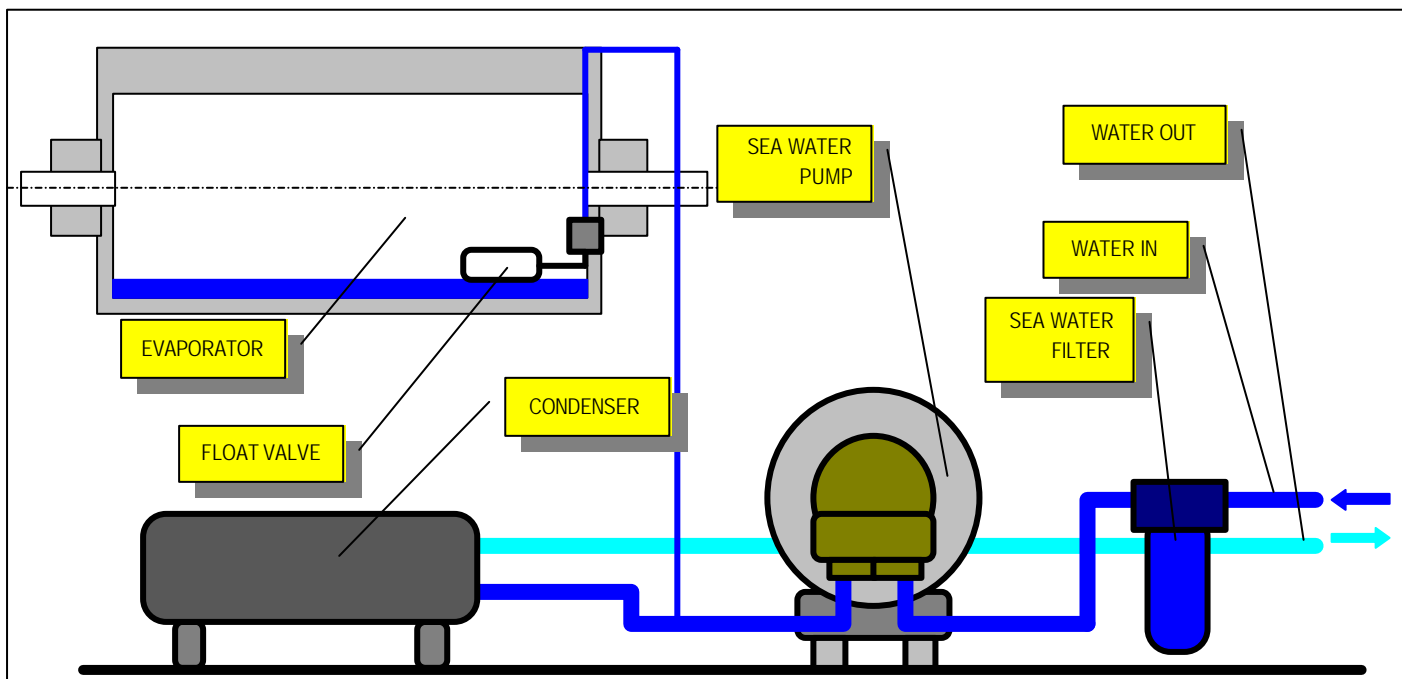 SEA WATER
PUMP
WATER OUT
WATER IN
SEA WATER
FILTER
EVAPORATOR
CONDENSER
FLOAT VALVE